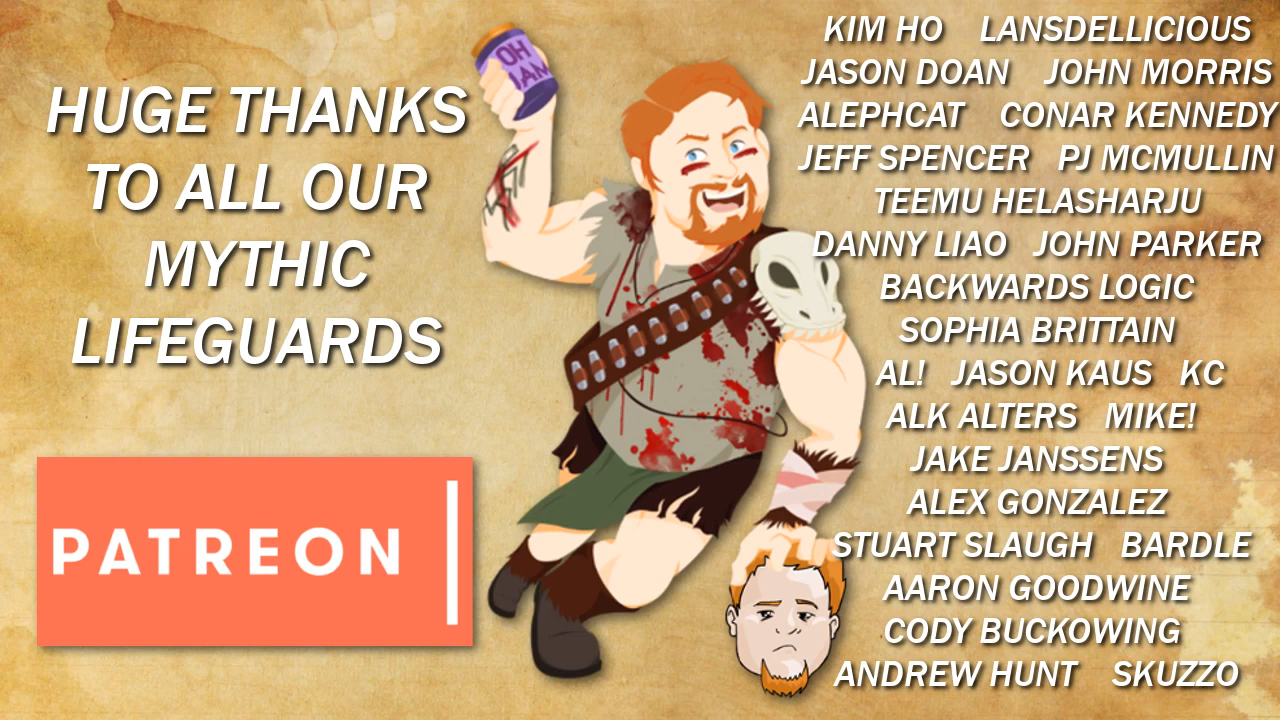 HUGE THANKS
TO ALL OUR
MYTHIC
LIFEGUARDS
PATREON
OH
KIM HO LANSDELLICIOUS
JASON DOAN JOHN MORRIS
ALEPHCAT CONAR KENNEDY
JEFF SPENCER PJ MCMULLIN
TEEMU HELASHARJU
DANNY LIAO JOHN PARKER
BACKWARDS LOGIC
SOPHIA BRITTAIN
AL! JASON KAUS KC
ALK ALTERS MIKE!
JAKE JANSSENS
ALEX GONZALEZ
STUART SLAUGH BARDLE
AARON GOODWINE
CODY BUCKOWING
ANDREW HUNT SKUZZO